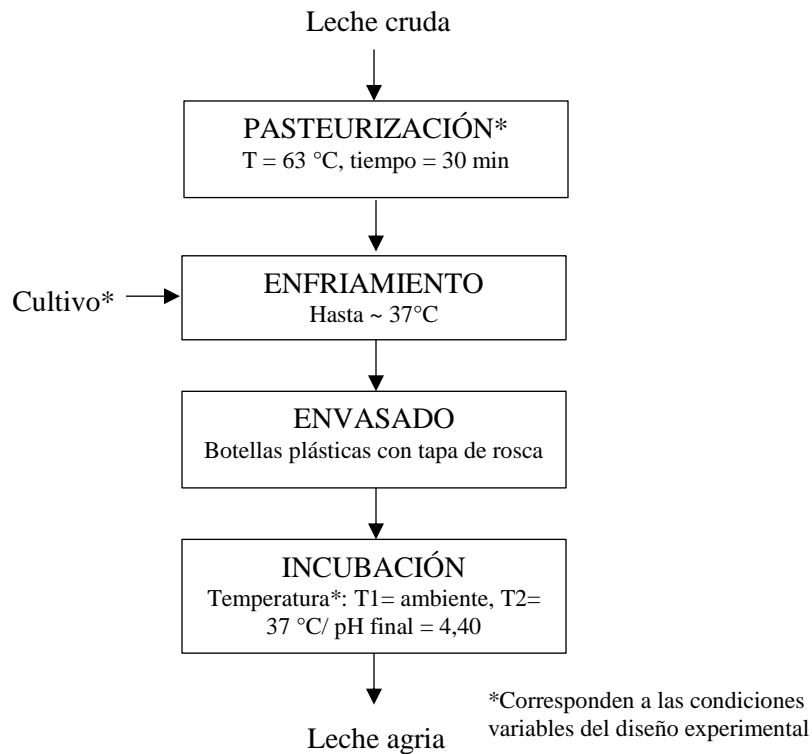 Leche cruda
PASTEURIZACIÓN*
T = 63 °C, tiempo = 30 min
Cultivo*
ENFRIAMIENTO
Hasta ~ 37°C
ENVASADO
Botellas plásticas con tapa de rosca
INCUBACIÓN
Temperatura*: T1= ambiente, T2=
37 °C/ pH final = 4,40
*Corresponden a las condiciones
variables del diseño experimental
Leche agria